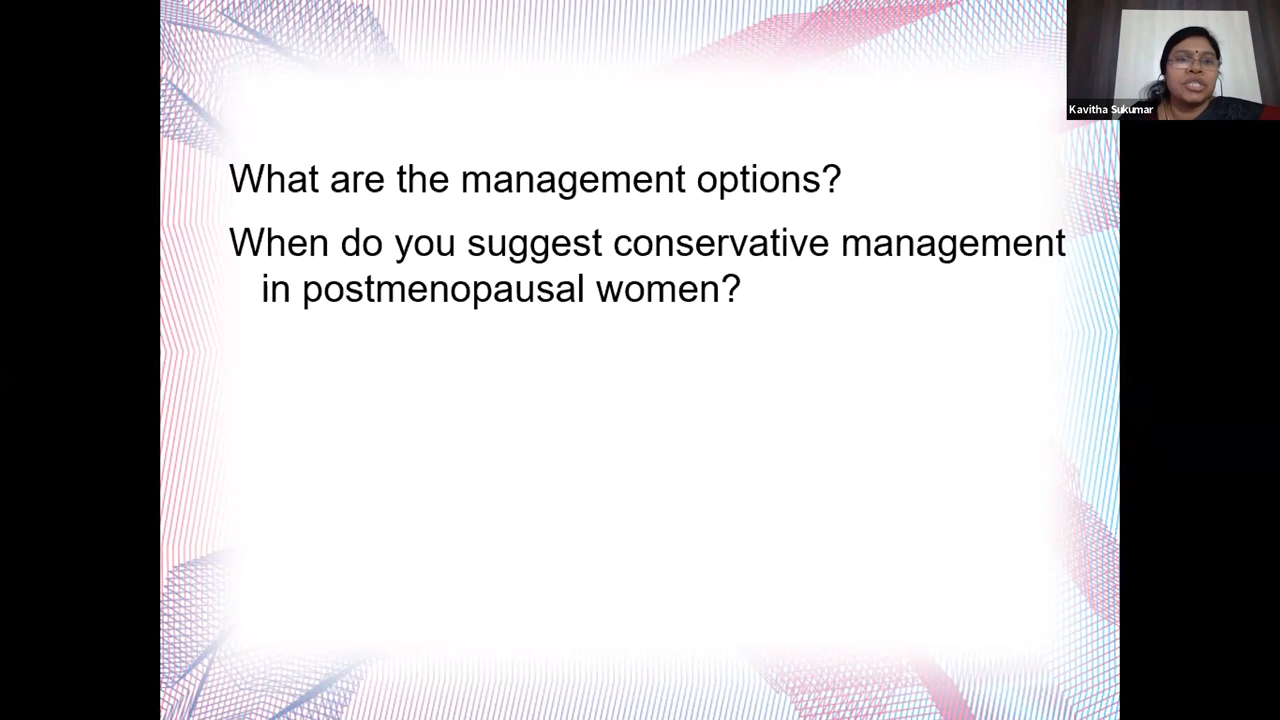 What are the management options?
When do you suggest conservative management
in postmenopausal women?
Kavitha Sukumar